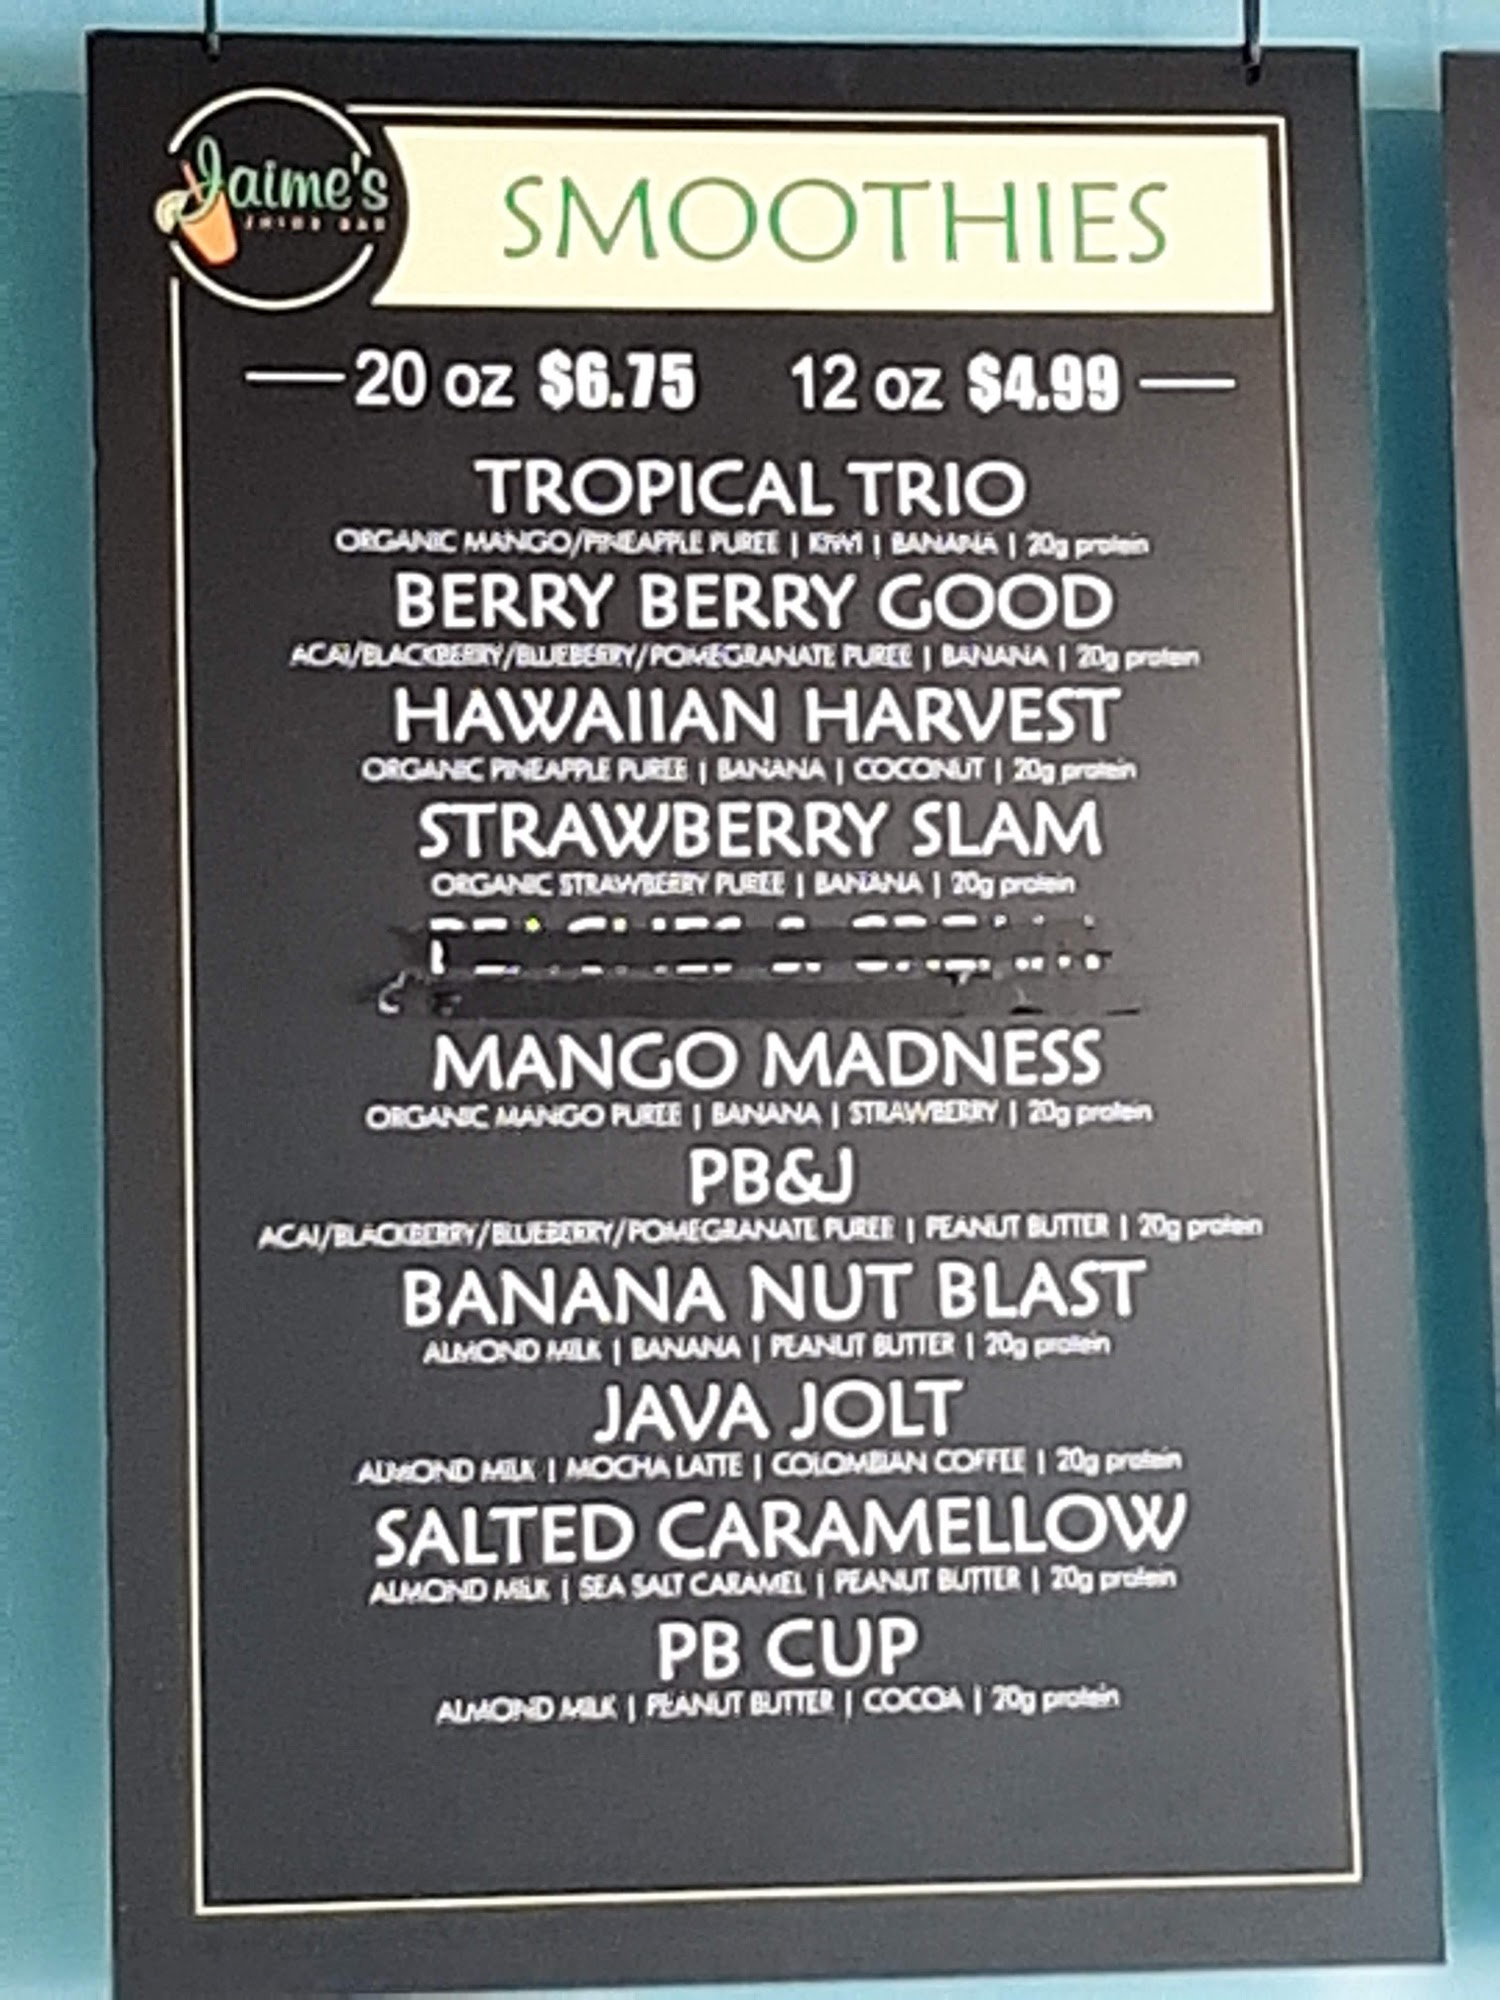 Jaime's
JUICE BAR
SMOOTHIES
20 oz $6.75 12 oz $4.99
TROPICAL TRIO
ORGANIC MANGO/PINEAPPLE PUREE | KIWI | BANANA | 20g protein
BERRY BERRY GOOD
ACAI/BLACKBERRY/BLUEBERRY/POMEGRANATE PUREE | BANANA | 20g protein
HAWAIIAN HARVEST
ORGANIC PINEAPPLE PUREE | BANANA | COCONUT | 20g protein
STRAWBERRY SLAM
ORGANIC STRAWBERRY PUREE | BANANA | 20g protein
MANGO MADNESS
ORGANIC MANGO PUREE | BANANA | STRAWBERRY | 20g protein
PB&J
ACAI/BLACKBERRY/BLUEBERRY/POMEGRANATE PUREE | PEANUT BUTTER | 20g protein
BANANA NUT BLAST
ALMOND MILK | BANANA | PEANUT BUTTER | 20g protein
JAVA JOLT
ALMOND MILK | MOCHA LATTE | COLOMBIAN COFFEE | 20g protein
SALTED CARAMELLOW
ALMOND MILK | SEA SALT CARAMEL | PEANUT BUTTER | 20g protein
PB CUP
ALMOND MILK | PEANUT BUTTER | COCOA | 20g protein